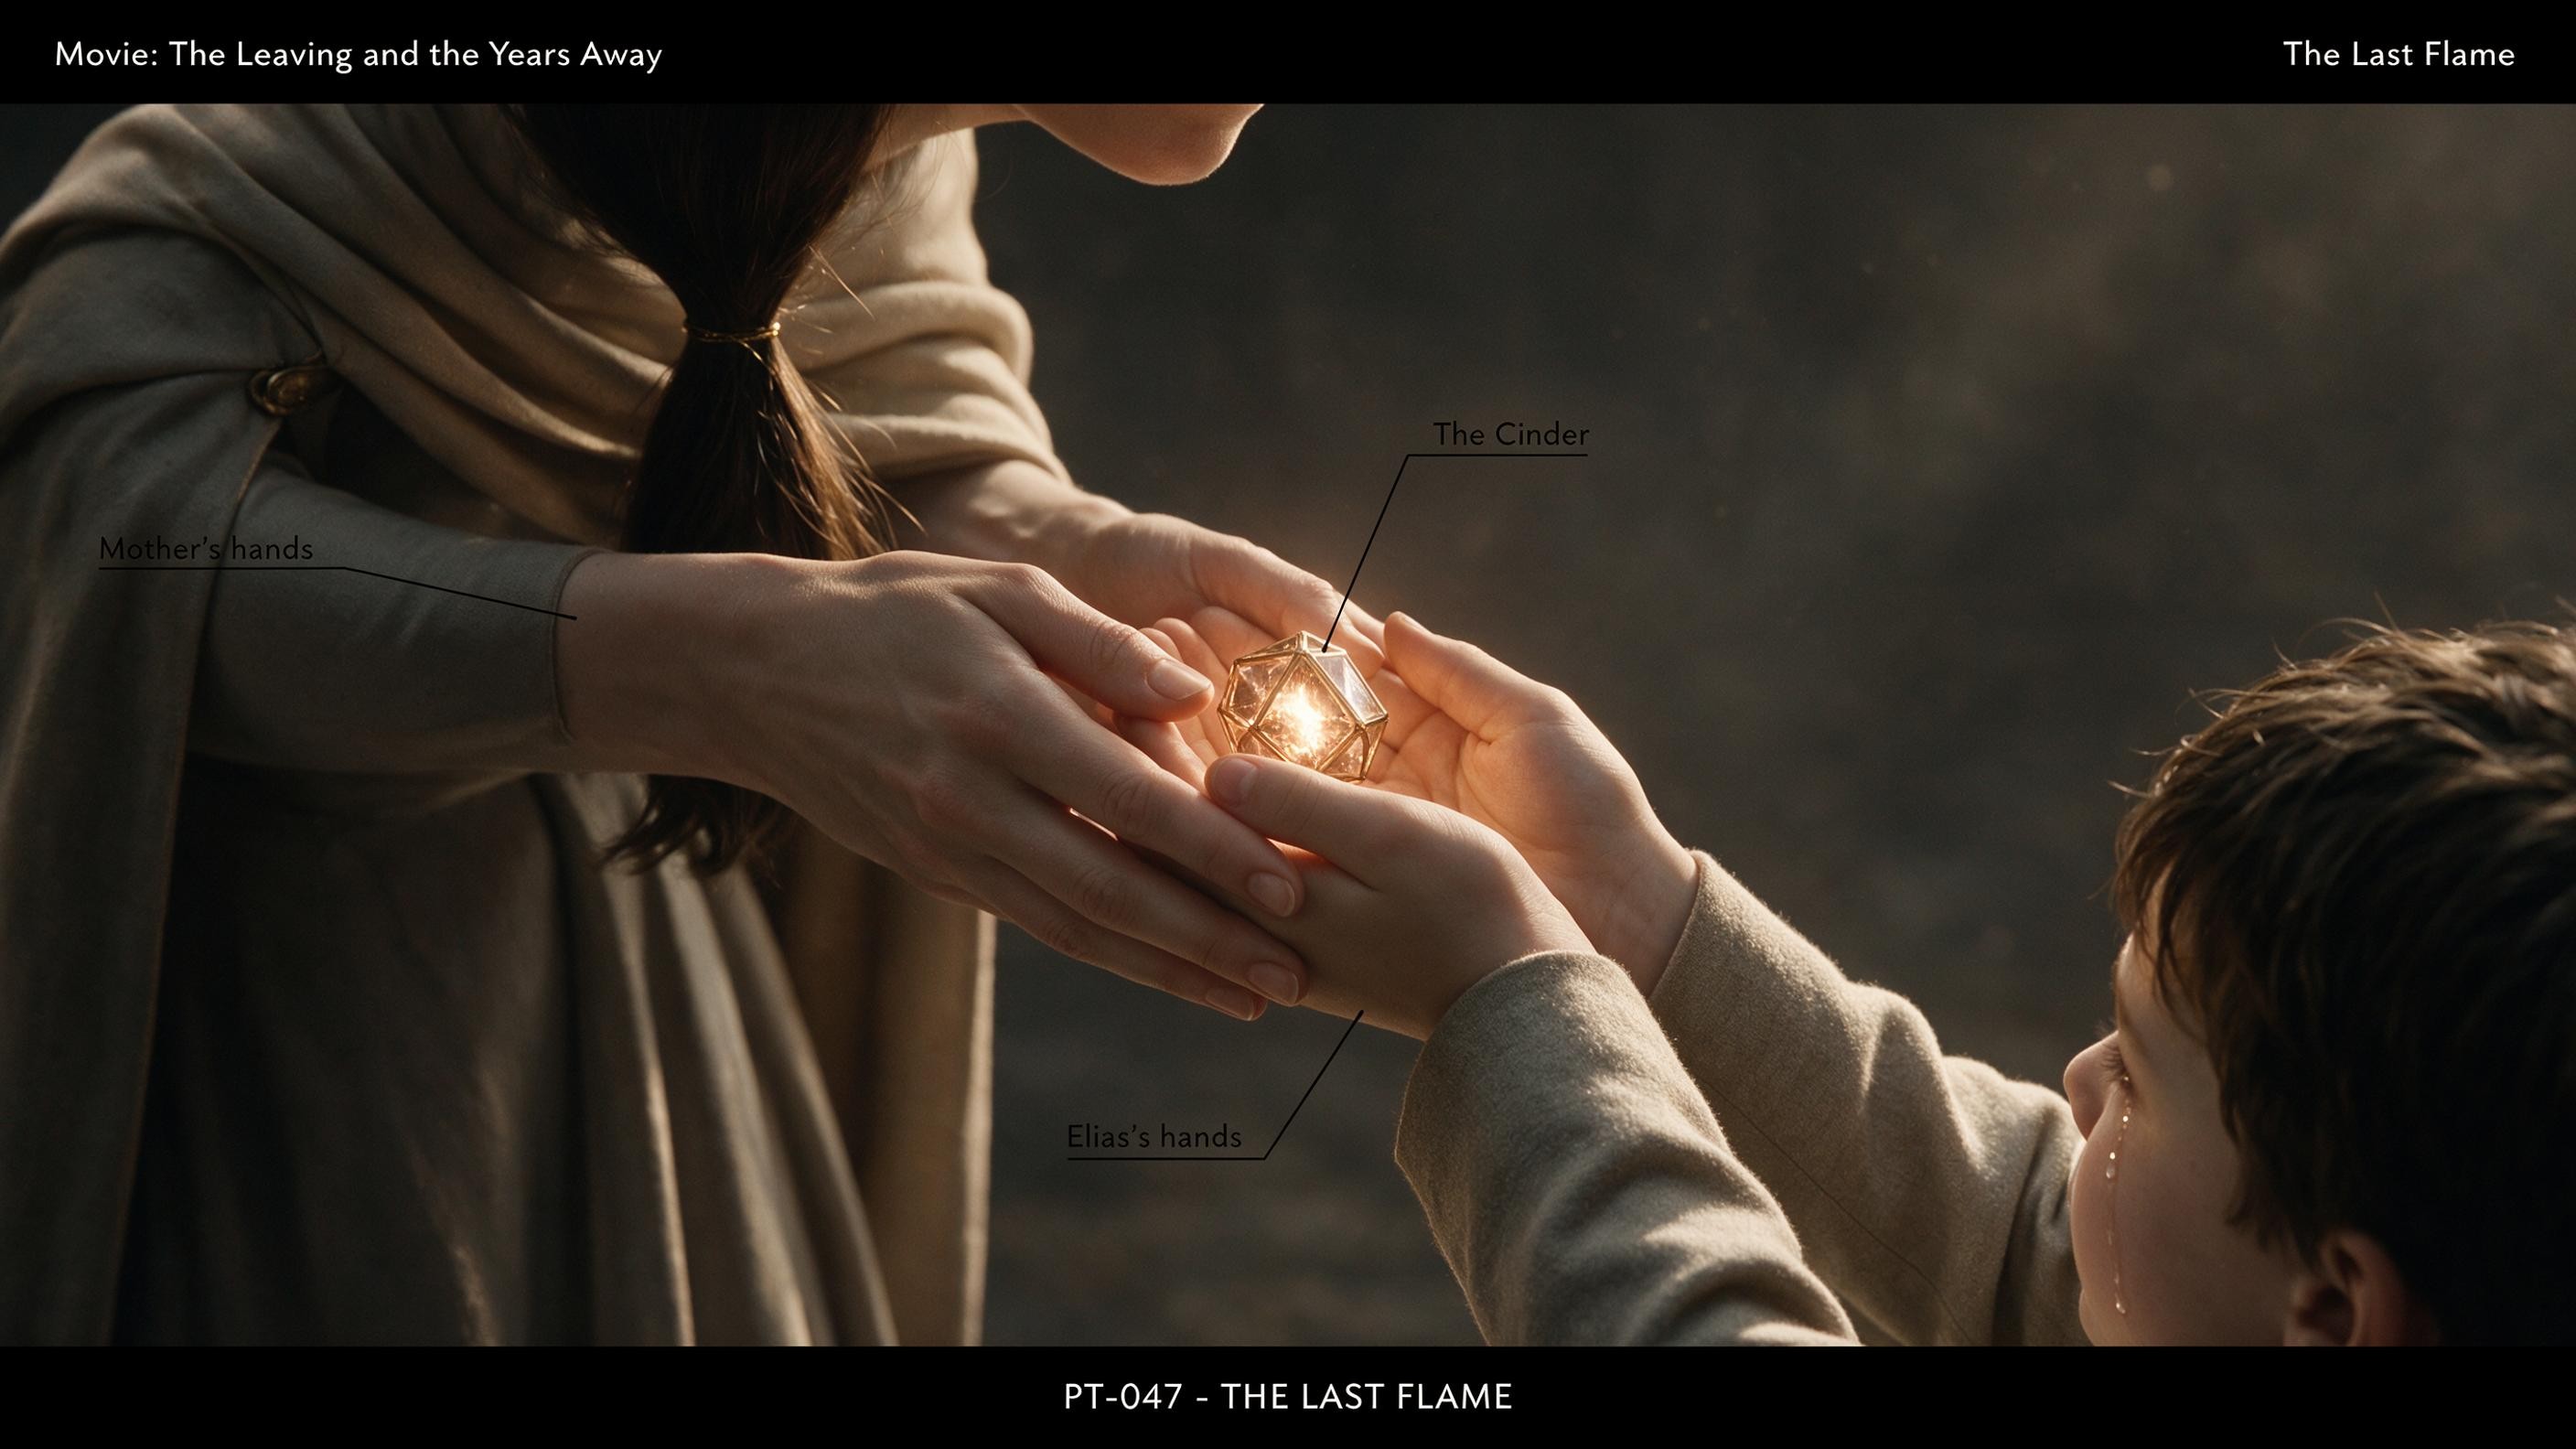 Movie: The Leaving and the Years Away
The Last Flame
The Cinder
Mother’s hands
Elias’s hands
PT-047 - THE LAST FLAME